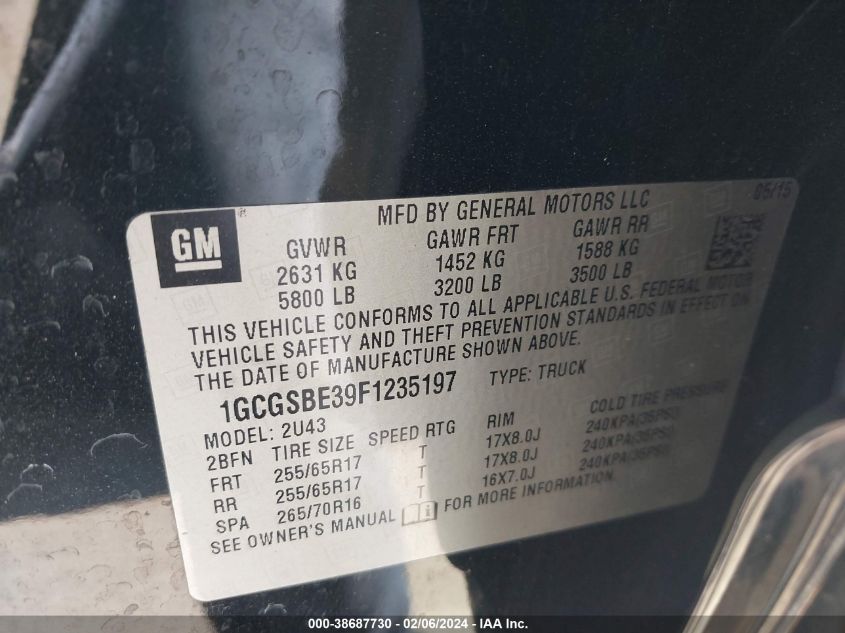 MFD BY GENERAL MOTORS LLC 05/15
GM
GVWR GAWR FRT GAWR RR
2631 KG 1452 KG 1588 KG
5800 LB 3200 LB 3500 LB
THIS VEHICLE CONFORMS TO ALL APPLICABLE U.S. FEDERAL MOTOR
VEHICLE SAFETY AND THEFT PREVENTION STANDARDS IN EFFECT ON
THE DATE OF MANUFACTURE SHOWN ABOVE.
1GCGSBE39F1235197 TYPE: TRUCK
MODEL: 2U43
2BFN TIRE SIZE SPEED RTG RIM COLD TIRE PRESSURE
FRT 255/65R17 T 17X8.0J 240KPA(35PSI)
RR 255/65R17 T 17X8.0J 240KPA(35PSI)
SPA 265/70R16 T 16X7.0J 240KPA(35PSI)
SEE OWNER'S MANUAL FOR MORE INFORMATION.
000-38687730 - 02/06/2024 - IAA Inc.